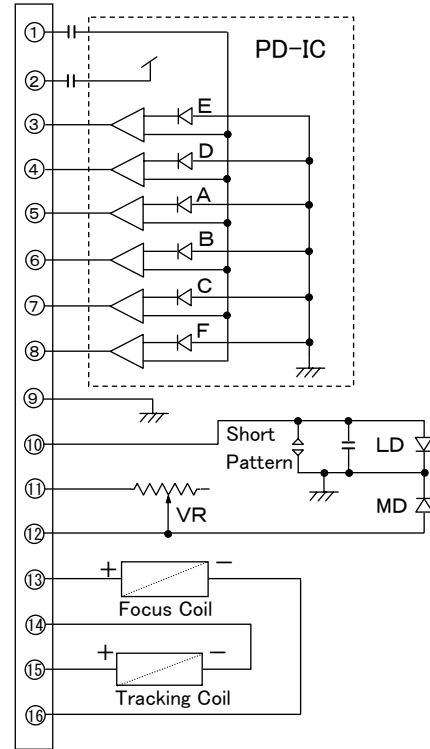 ① PD-IC
②
③ E
④ D
⑤ A
⑥ B
⑦ C
⑧ F
⑨
⑩ Short LD
Pattern
⑪ MD
VR
⑫
⑬ + −
Focus Coil
⑭
⑮ + −
Tracking Coil
⑯